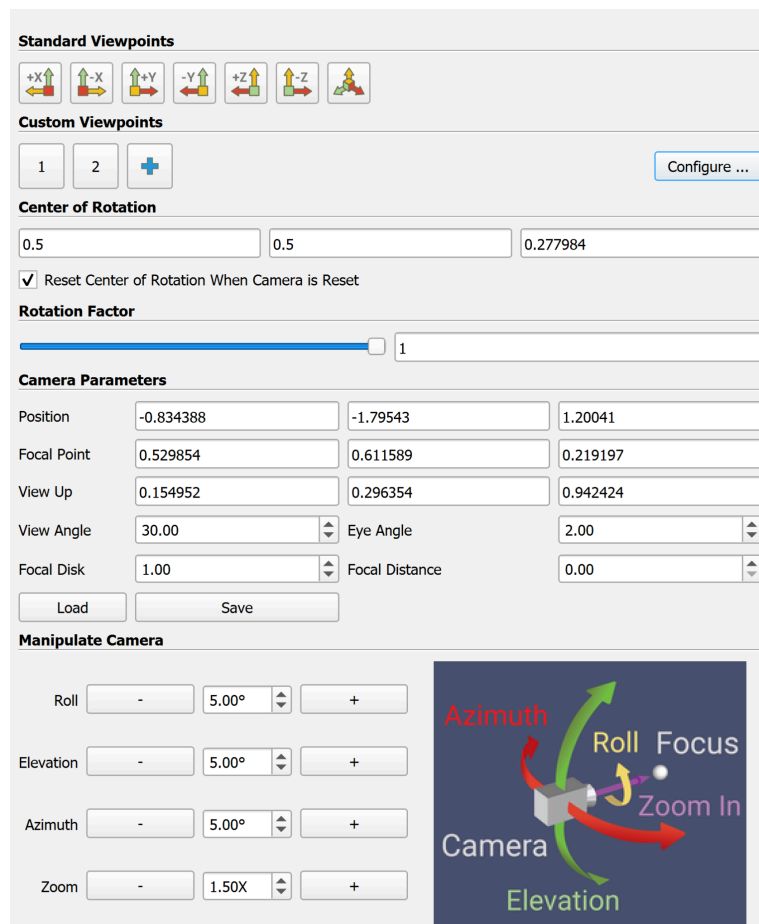 Standard Viewpoints
+X -X +Y -Y +Z -Z
Custom Viewpoints
1 2 Configure ...
Center of Rotation
0.5 0.5 0.277984
Reset Center of Rotation When Camera is Reset
Rotation Factor
1
Camera Parameters
Position -0.834388 -1.79543 1.20041
Focal Point 0.529854 0.611589 0.219197
View Up 0.154952 0.296354 0.942424
View Angle 30.00 Eye Angle 2.00
Focal Disk 1.00 Focal Distance 0.00
Load Save
Manipulate Camera
Roll - 5.00° +
Elevation - 5.00° +
Azimuth - 5.00° +
Zoom - 1.50X +
Azimuth
Roll Focus
Zoom In
Camera
Elevation